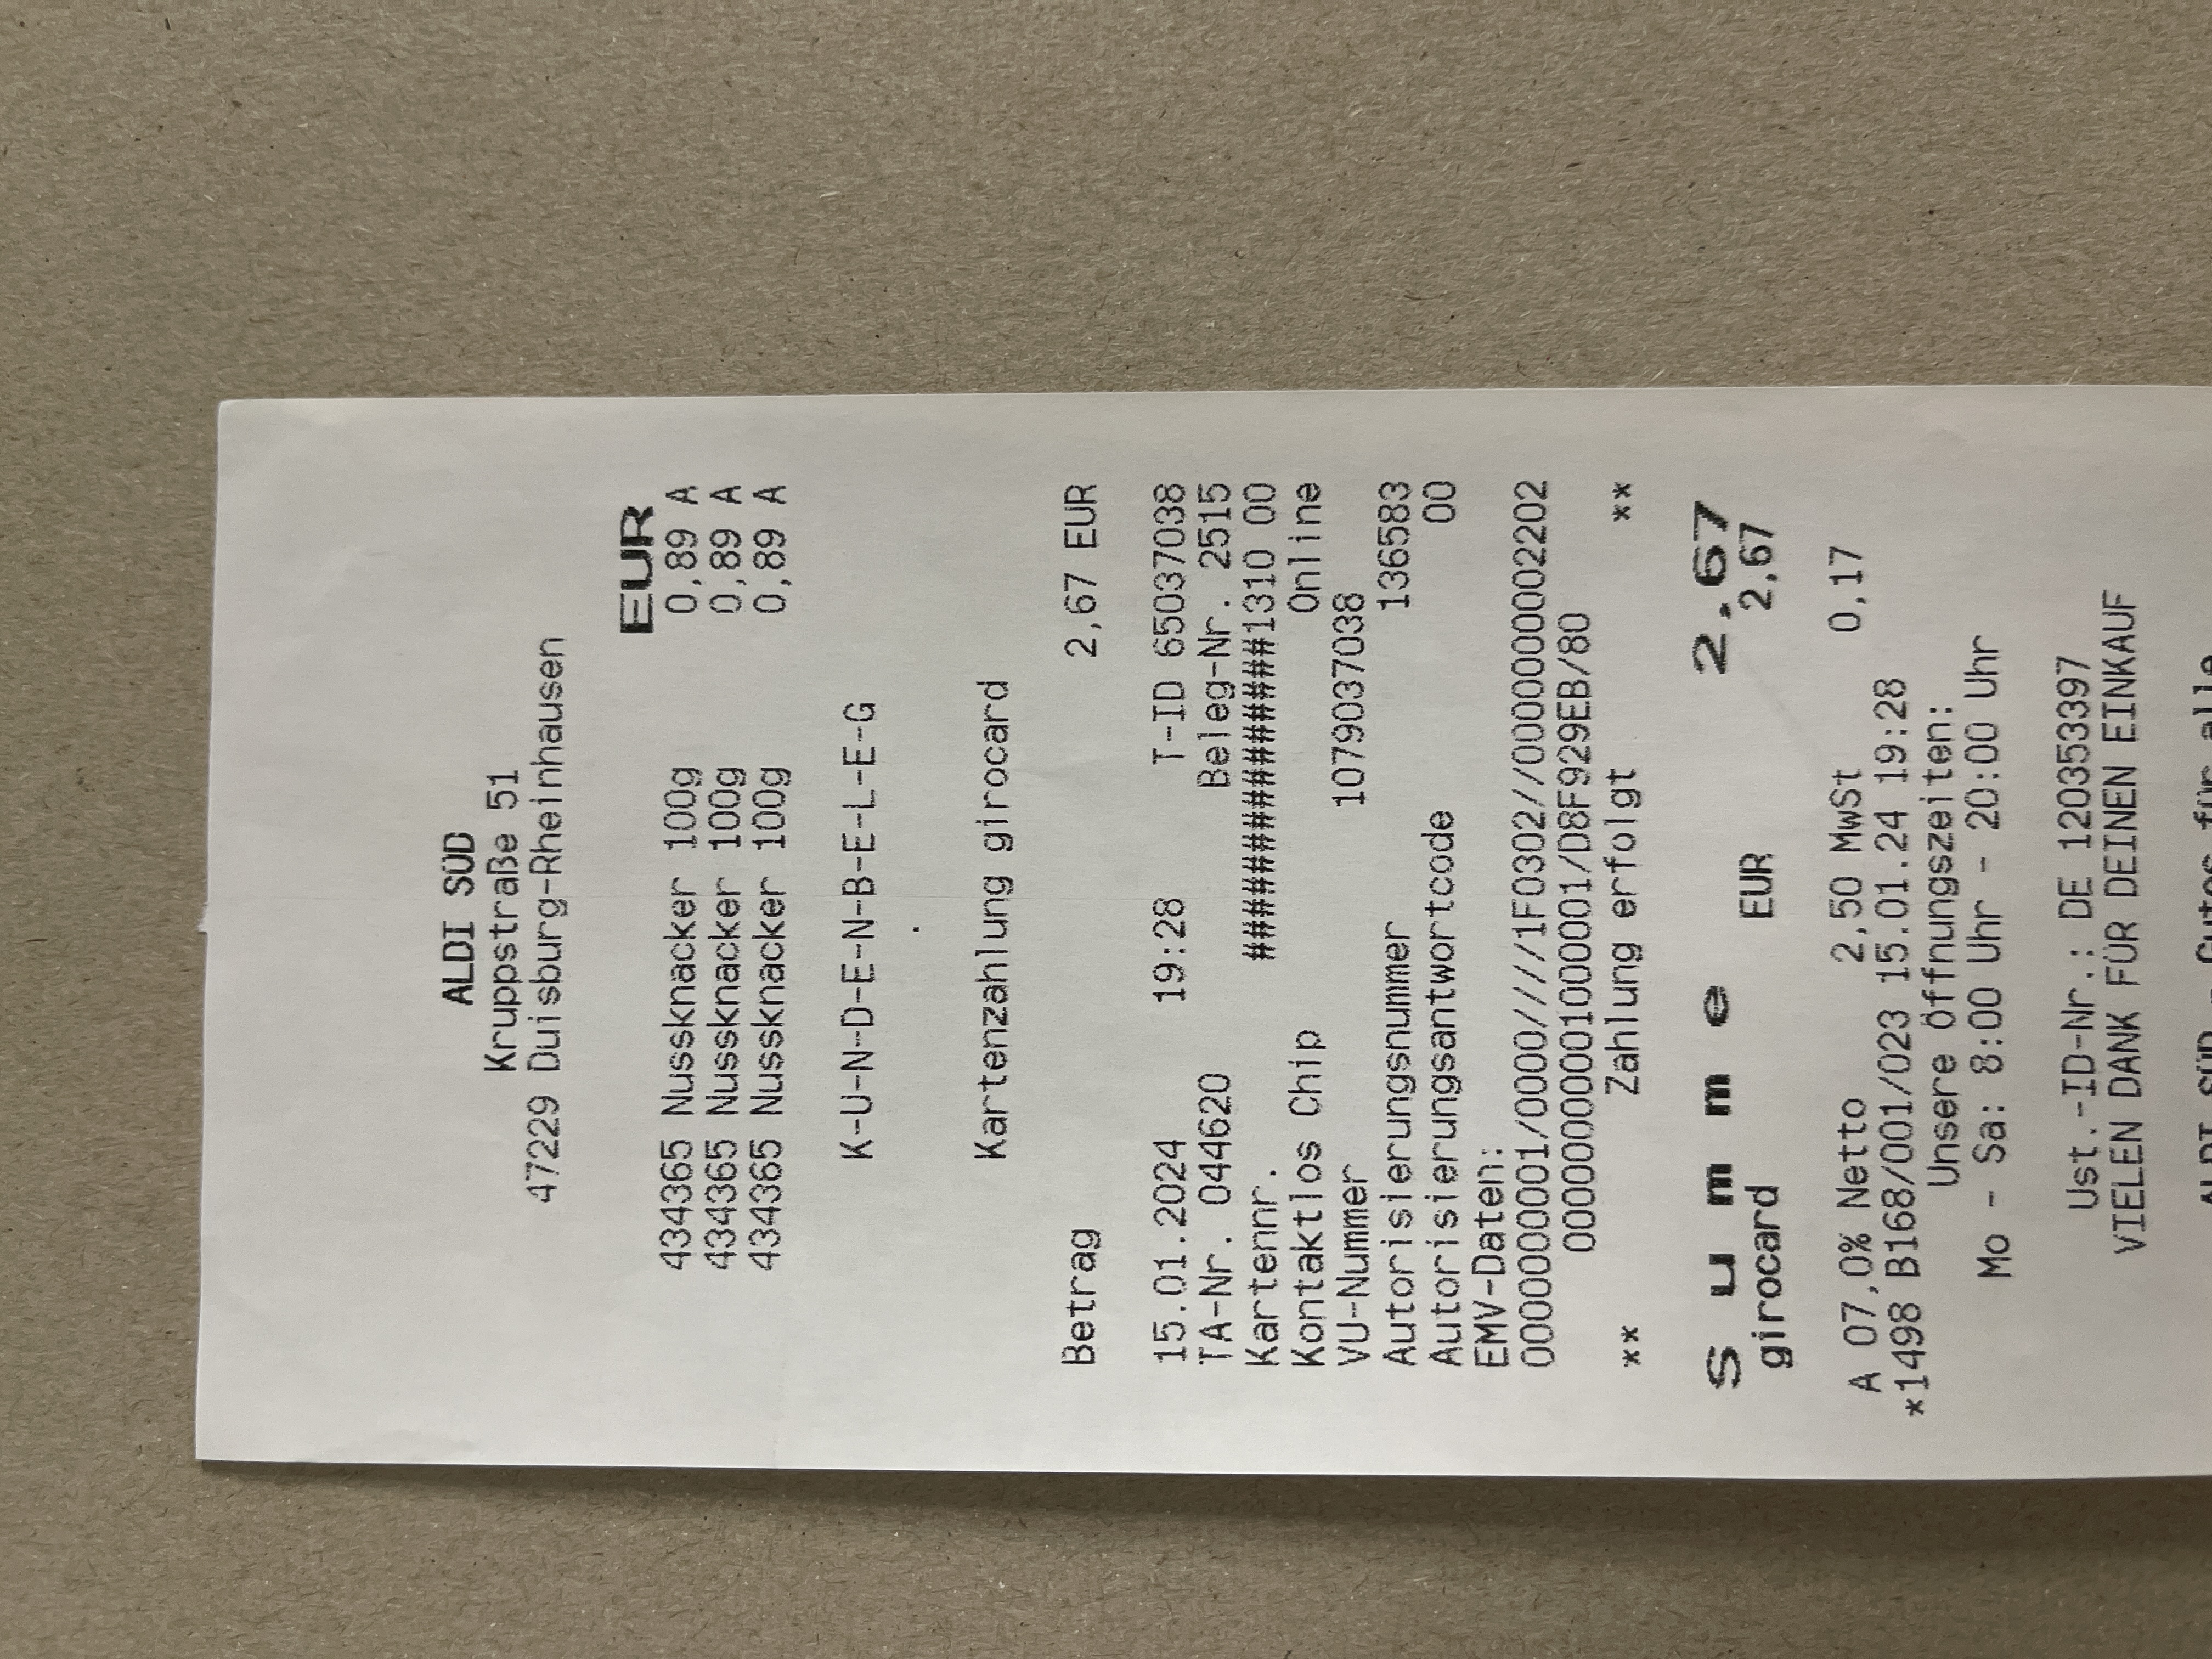 ALDI SÜD
Kruppstraße 51
47229 Duisburg-Rheinhausen
EUR
434365 Nussknacker 100g 0,89 A
434365 Nussknacker 100g 0,89 A
434365 Nussknacker 100g 0,89 A
K-U-N-D-E-N-B-E-L-E-G
.
Kartenzahlung girocard
Betrag 2,67 EUR
15.01.2024 19:28 T-ID 65037038
TA-Nr. 044620 Beleg-Nr. 2515
Kartennr. ###############1310 00
Kontaktlos Chip Online
VU-Nummer 1079037038
Autorisierungsnummer 136583
Autorisierungsantwortcode 00
EMV-Daten:
0000000001/0000////1F0302//0000000002202
00000000001000001/D8F929EB/80
** Zahlung erfolgt **
S u m m e 2,67
girocard EUR 2,67
A 07,0% Netto 2,50 MwSt 0,17
*1498 B168/001/023 15.01.24 19:28
Unsere Öffnungszeiten:
Mo - Sa: 8:00 Uhr - 20:00 Uhr
Ust.-ID-Nr.: DE 120353397
VIELEN DANK FÜR DEINEN EINKAUF
ALDI SÜD - Gutes für alle